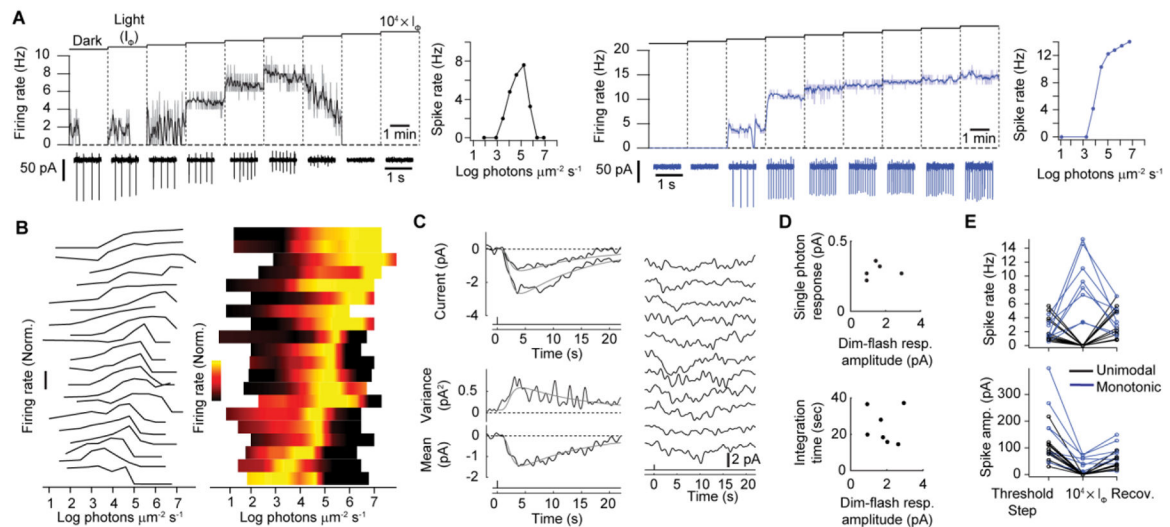 A
Light
(IΦ)
Dark
10⁴ × IΦ
Firing rate (Hz)
10
8
6
4
2
0
1 min
50 pA
1 s
Spike rate (Hz)
8
4
0
1 3 5 7
Log photons µm⁻² s⁻¹
Firing rate (Hz)
20
15
10
5
0
1 min
50 pA
1 s
Spike rate (Hz)
12
8
4
0
1 3 5 7
Log photons µm⁻² s⁻¹
B
Firing rate (Norm.)
1 2 3 4 5 6 7
Log photons µm⁻² s⁻¹
Firing rate (Norm.)
1 2 3 4 5 6 7
Log photons µm⁻² s⁻¹
C
Current (pA)
0
-2
-4
0 5 10 15 20
Time (s)
Variance (pA²)
0.5
0
Mean (pA)
0
-1
-2
0 5 10 15 20
Time (s)
2 pA
0 5 10 15 20
Time (s)
D
Single photon
response (pA)
0.5
0
0 2 4
Dim-flash resp.
amplitude (pA)
Integration
time (sec)
40
20
0
0 2 4
Dim-flash resp.
amplitude (pA)
E
Spike rate (Hz)
14
12
10
8
6
4
2
0
Unimodal
Monotonic
Spike amp. (pA)
300
200
100
0
Threshold
Step
10⁴ × IΦ
Recov.